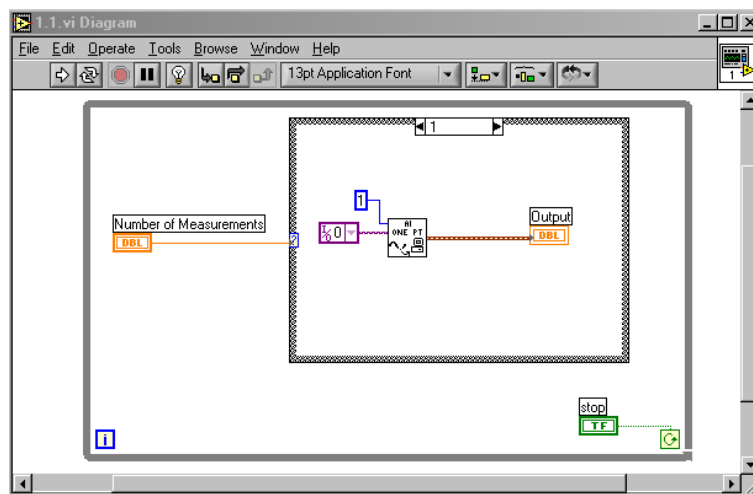 1.1.vi Diagram
File Edit Operate Tools Browse Window Help
13pt Application Font
1
1
Number of Measurements
DBL
?
1
I/O 0
AI
ONE PT
Output
DBL
stop
TF
i